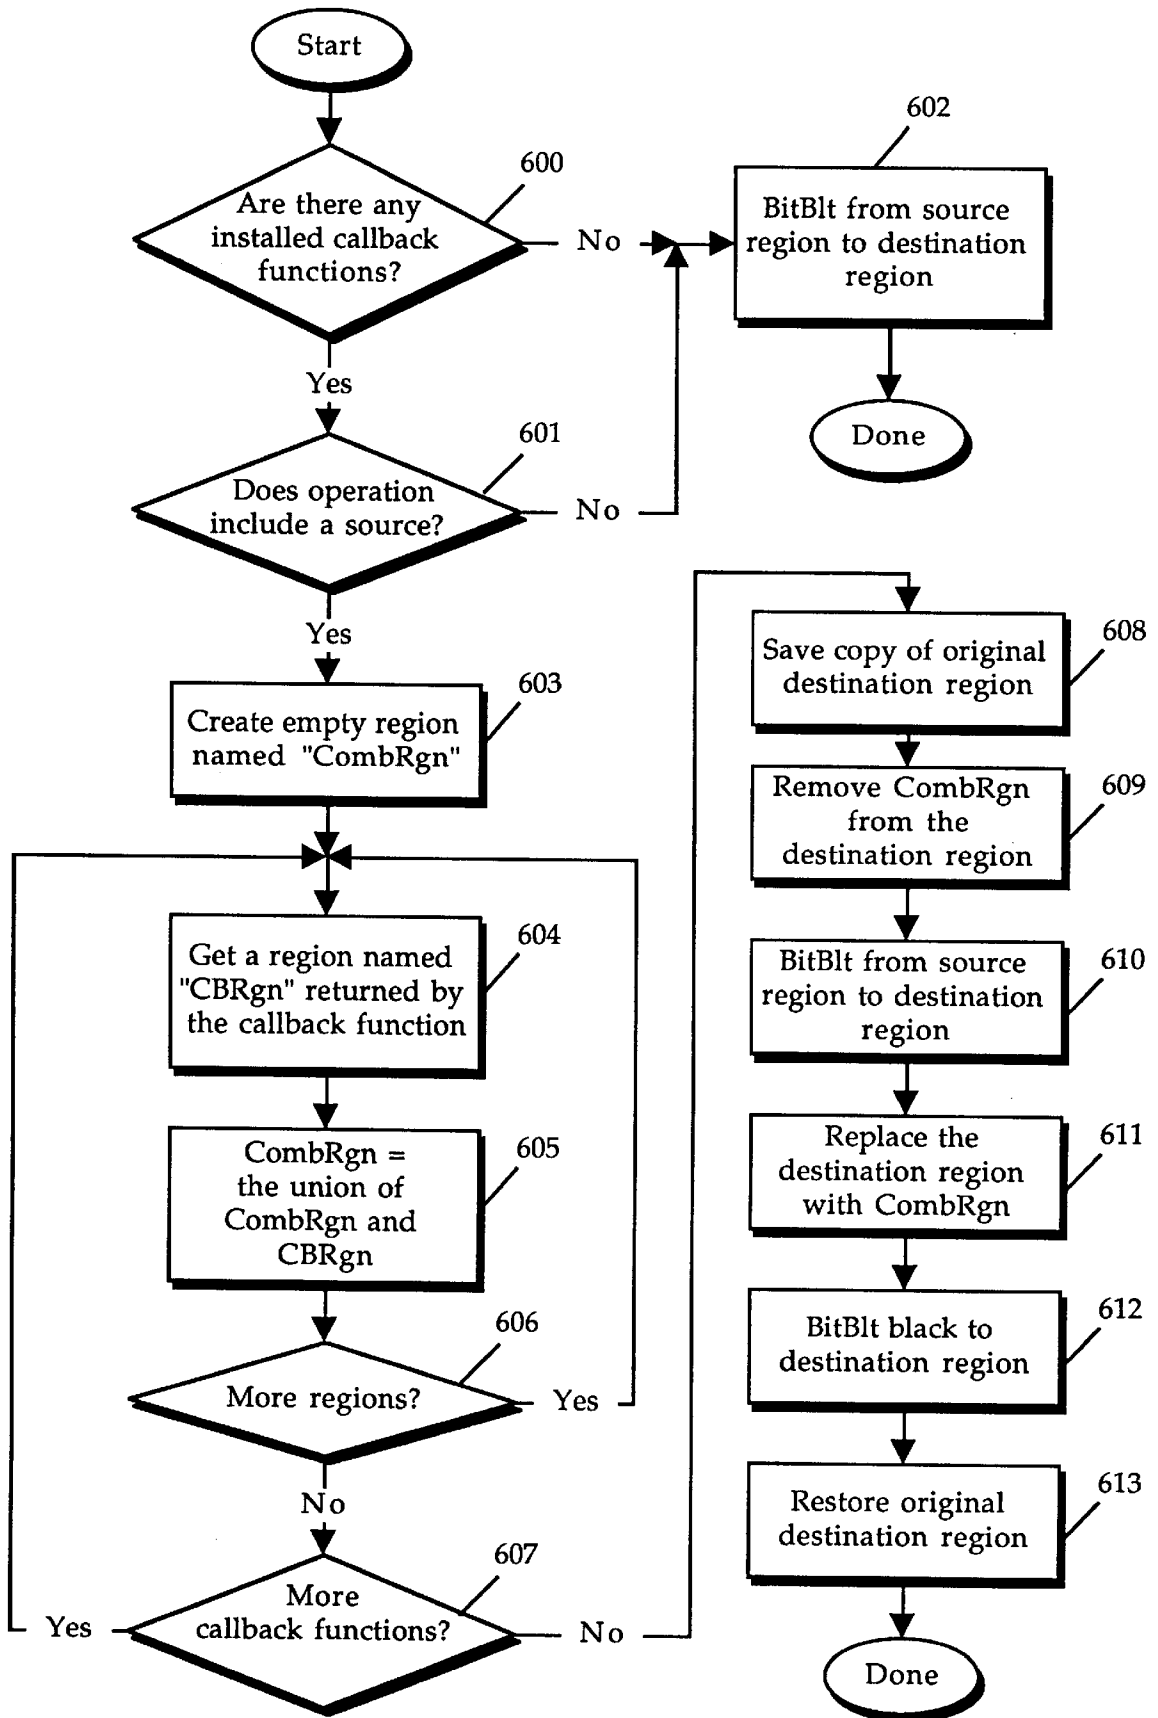 Start
600
Are there any
installed callback
functions?
No
602
BitBlt from source
region to destination
region
Done
Yes
601
Does operation
include a source?
No
Yes
603
Create empty region
named "CombRgn"
604
Get a region named
"CBRgn" returned by
the callback function
605
CombRgn =
the union of
CombRgn and
CBRgn
606
More regions?
Yes
No
607
More
callback functions?
Yes
No
608
Save copy of original
destination region
609
Remove CombRgn
from the
destination region
610
BitBlt from source
region to destination
region
611
Replace the
destination region
with CombRgn
612
BitBlt black to
destination region
613
Restore original
destination region
Done